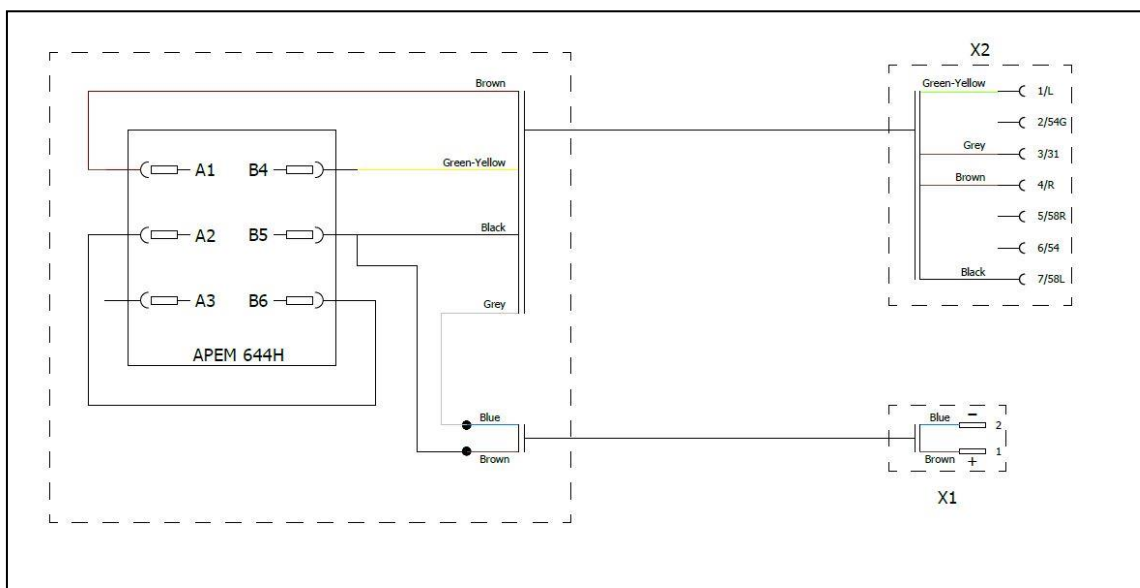 X2
Brown
Green-Yellow
1/L
2/54G
Grey
3/31
Green-Yellow
A1
B4
Brown
4/R
5/58R
Black
A2
B5
6/54
Black
7/58L
A3
B6
Grey
APEM 644H
Blue
Blue
−
2
Brown
Brown
+
1
X1